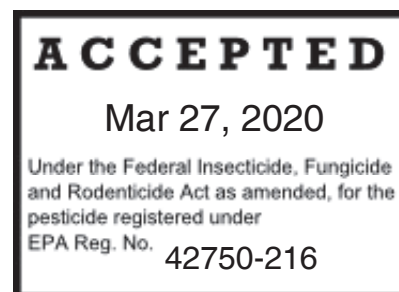 ACCEPTED
Mar 27, 2020
Under the Federal Insecticide, Fungicide
and Rodenticide Act as amended, for the
pesticide registered under
EPA Reg. No. 42750-216